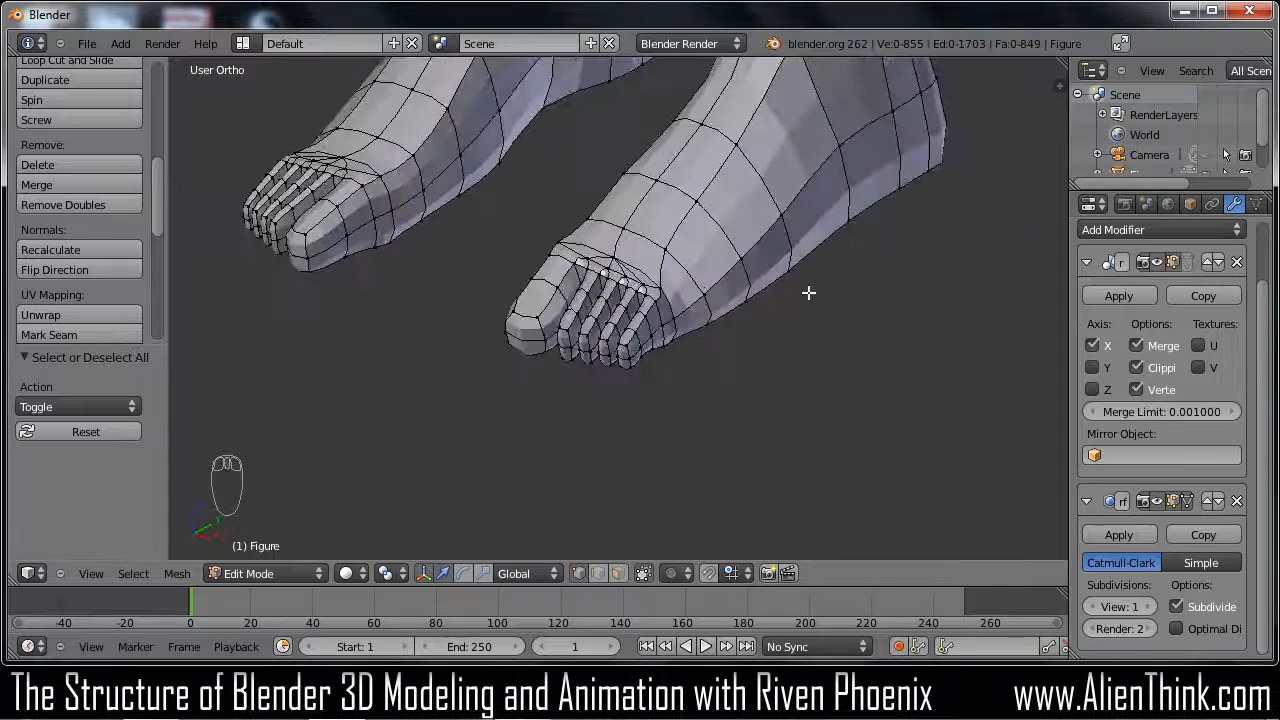 Blender
File Add Render Help Default Scene Blender Render blender.org 262 | Ve:0-855 | Ed:0-1703 | Fa:0-849 | Figure
Loop Cut and Slide
Duplicate
Spin
Screw
Remove:
Delete
Merge
Remove Doubles
Normals:
Recalculate
Flip Direction
UV Mapping:
Unwrap
Mark Seam
Select or Deselect All
Action
Toggle
Reset
User Ortho
(1) Figure
View Select Mesh Edit Mode Global
-40 -20 0 20 40 60 80 100 120 140 160 180 200 220 240 260
View Marker Frame Playback Start: 1 End: 250 1 No Sync
View Search All Scen
Scene
RenderLayers
World
Camera
Add Modifier
r
Apply Copy
Axis: Options: Textures:
X Merge U
Y Clippi V
Z Verte
Merge Limit: 0.001000
Mirror Object:
rf
Apply Copy
Catmull-Clark Simple
Subdivisions: Options:
View: 1 Subdivide
Render: 2 Optimal Di
The Structure of Blender 3D Modeling and Animation with Riven Phoenix www.AlienThink.com